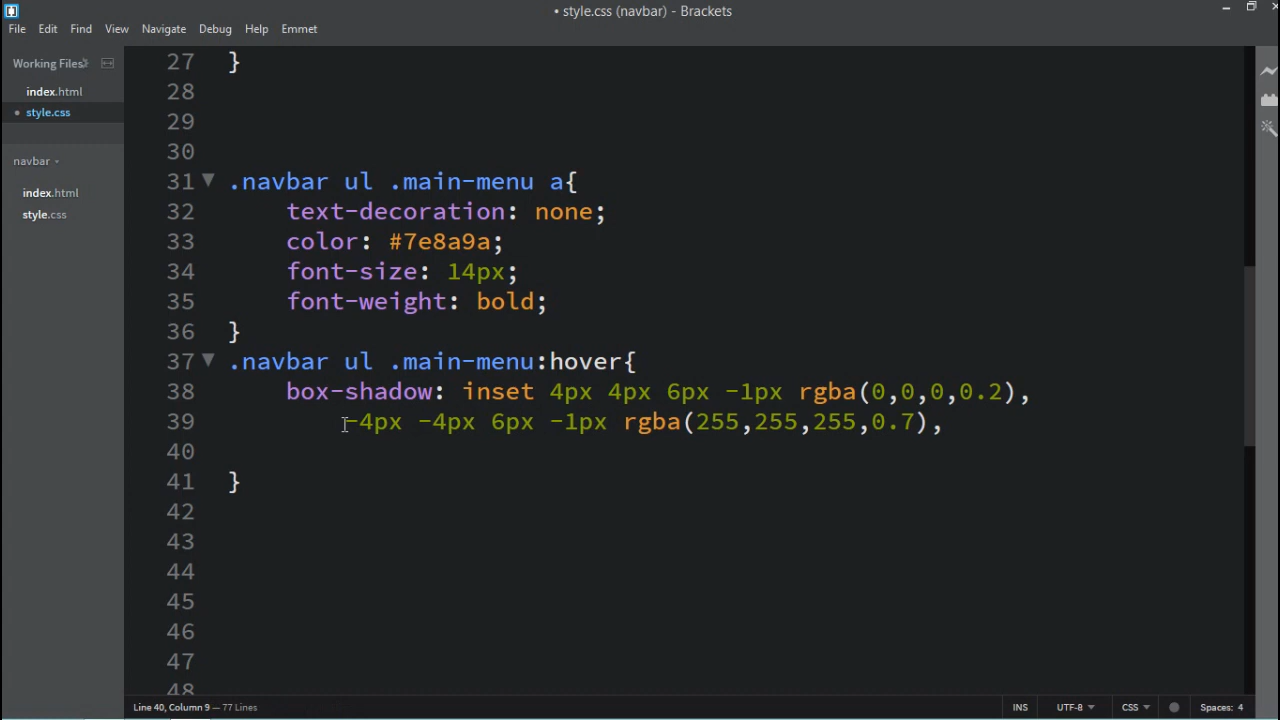 • style.css (navbar) - Brackets
File Edit Find View Navigate Debug Help Emmet
Working Files
index.html
• style.css
navbar
index.html
style.css
27 }
28
29
30
31 .navbar ul .main-menu a{
32     text-decoration: none;
33     color: #7e8a9a;
34     font-size: 14px;
35     font-weight: bold;
36 }
37 .navbar ul .main-menu:hover{
38     box-shadow: inset 4px 4px 6px -1px rgba(0,0,0,0.2),
39         -4px -4px 6px -1px rgba(255,255,255,0.7),
40
41 }
42
43
44
45
46
47
48
Line 40, Column 9 — 77 Lines INS UTF-8 CSS Spaces: 4